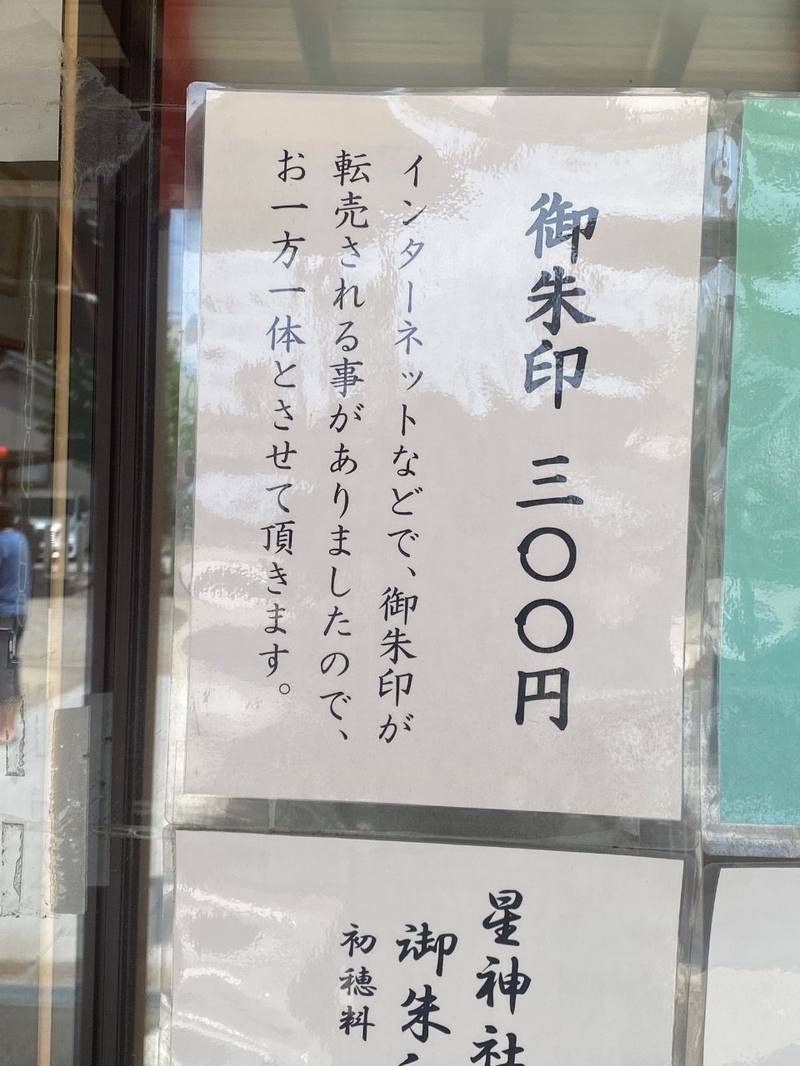 御朱印 三〇〇円
インターネットなどで、御朱印が
転売される事がありましたので、
お一方一体とさせて頂きます。
星神社
御朱
初穂料